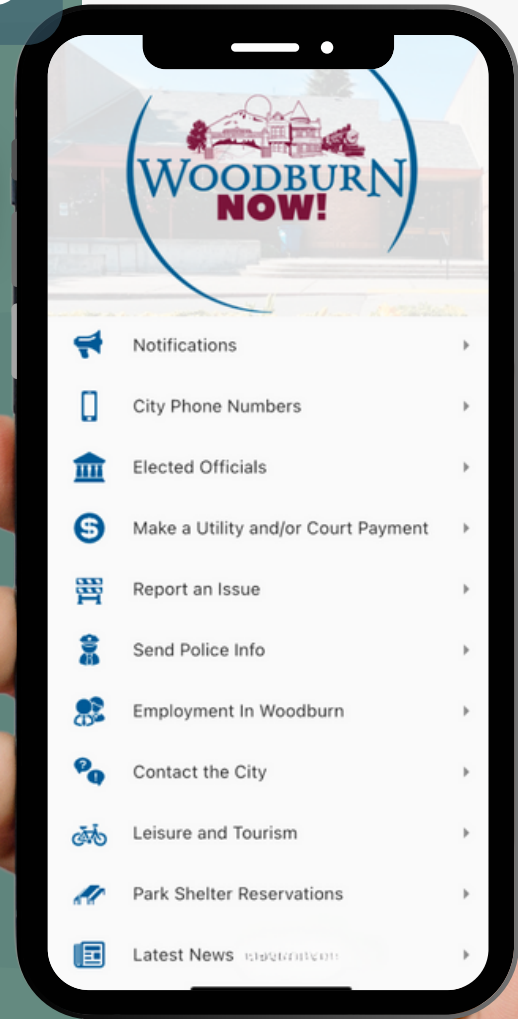 WOODBURN
NOW!
Notifications
City Phone Numbers
Elected Officials
Make a Utility and/or Court Payment
Report an Issue
Send Police Info
Employment In Woodburn
Contact the City
Leisure and Tourism
Park Shelter Reservations
Latest News